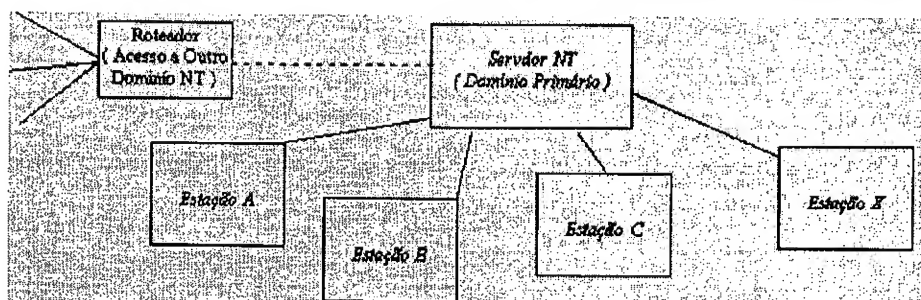 Roteador
( Acesso a Outro
Domínio NT )
Servdor NT
( Domínio Primário )
Estação A
Estação B
Estação C
Estação X